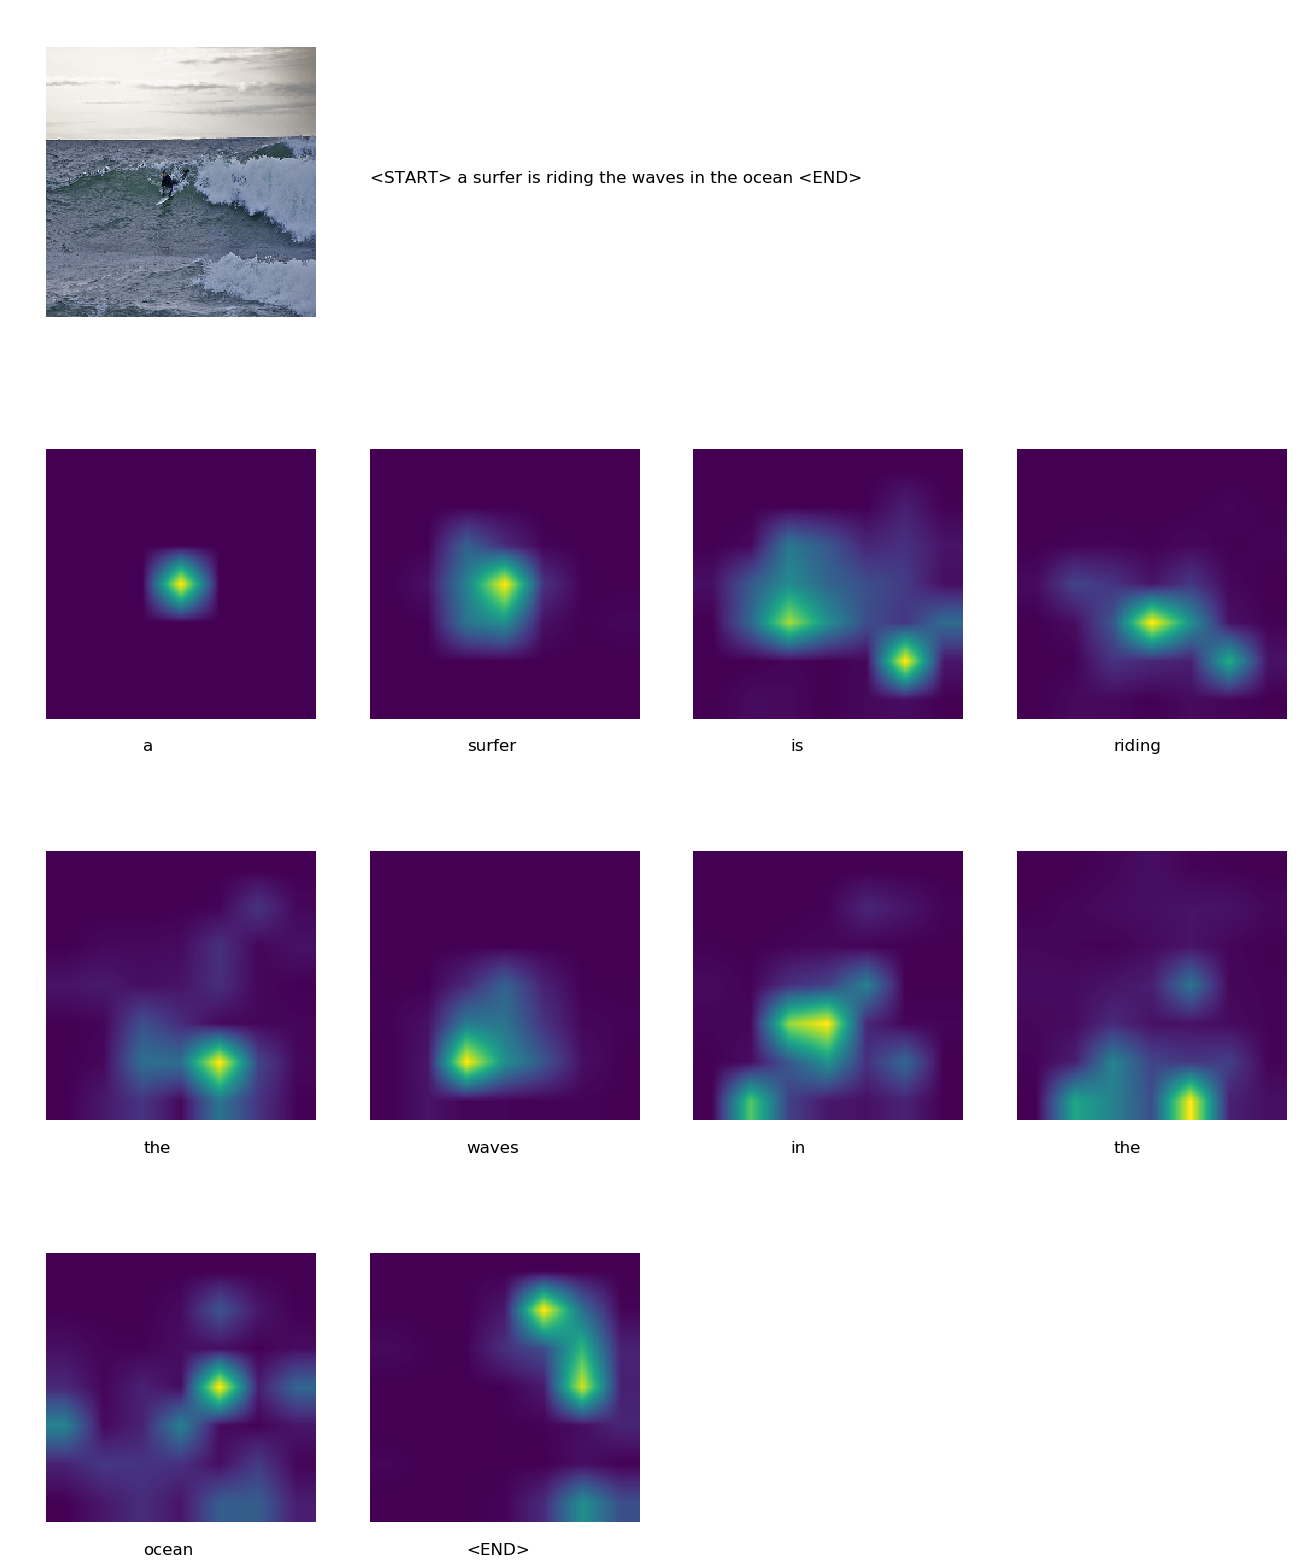 <START> a surfer is riding the waves in the ocean <END>
a
surfer
is
riding
the
waves
in
the
ocean
<END>